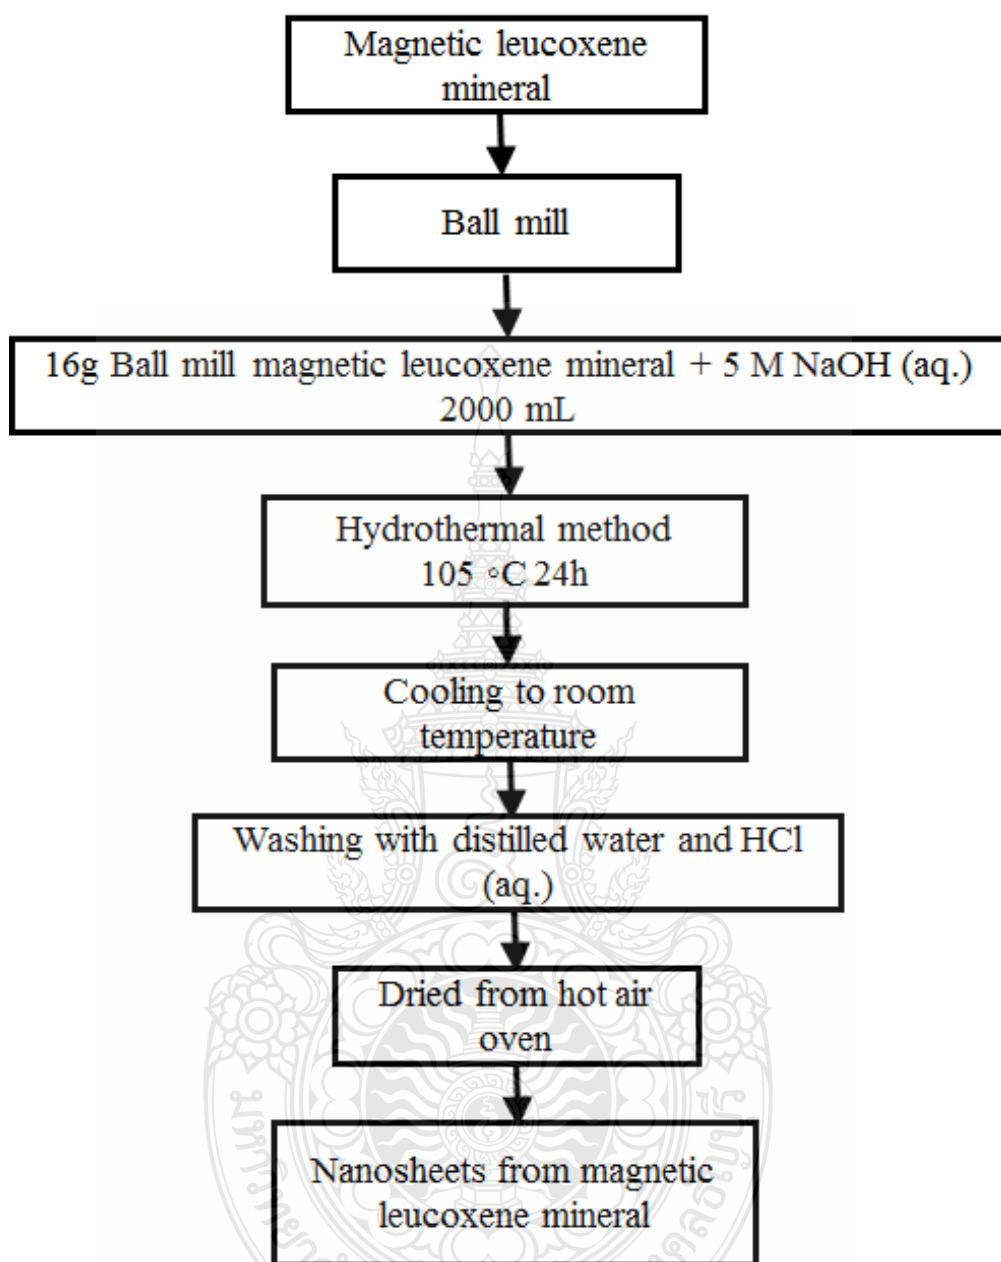 Magnetic leucoxene
mineral
Ball mill
16g Ball mill magnetic leucoxene mineral + 5 M NaOH (aq.)
2000 mL
Hydrothermal method
105 °C 24h
Cooling to room
temperature
Washing with distilled water and HCl
(aq.)
Dried from hot air
oven
Nanosheets from magnetic
leucoxene mineral